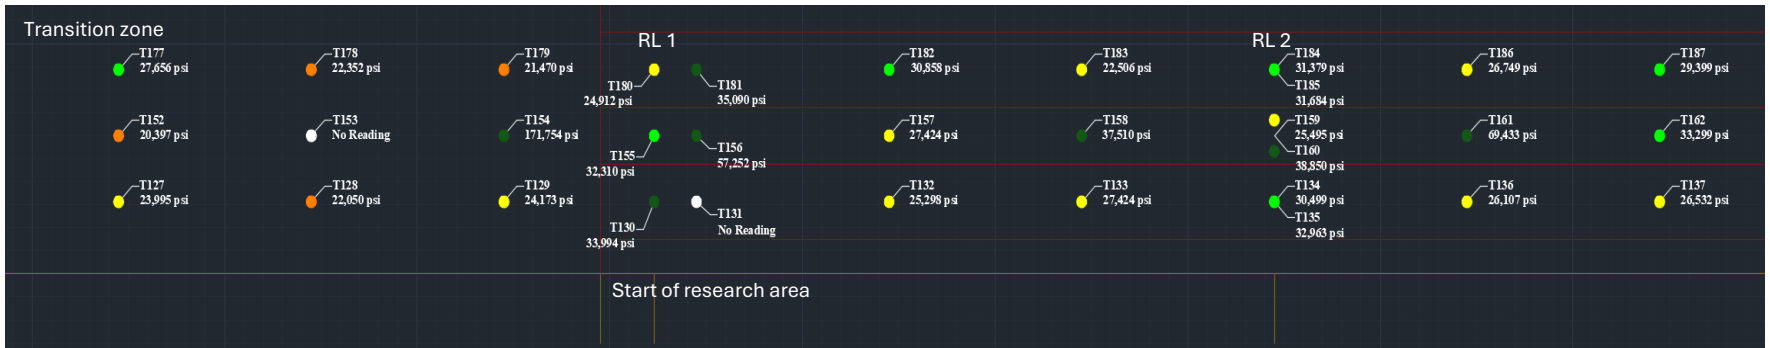 Transition zone
RL 1
RL 2
T177
27,656 psi
T178
22,352 psi
T179
21,470 psi
T180
24,912 psi
T181
35,090 psi
T182
30,858 psi
T183
22,506 psi
T184
31,379 psi
T185
31,684 psi
T186
26,749 psi
T187
29,399 psi
T152
20,397 psi
T153
No Reading
T154
171,754 psi
T155
32,310 psi
T156
57,252 psi
T157
27,424 psi
T158
37,510 psi
T159
25,495 psi
T160
38,850 psi
T161
69,433 psi
T162
33,299 psi
T127
23,995 psi
T128
22,050 psi
T129
24,173 psi
T130
33,994 psi
T131
No Reading
T132
25,298 psi
T133
27,424 psi
T134
30,499 psi
T135
32,963 psi
T136
26,107 psi
T137
26,532 psi
Start of research area